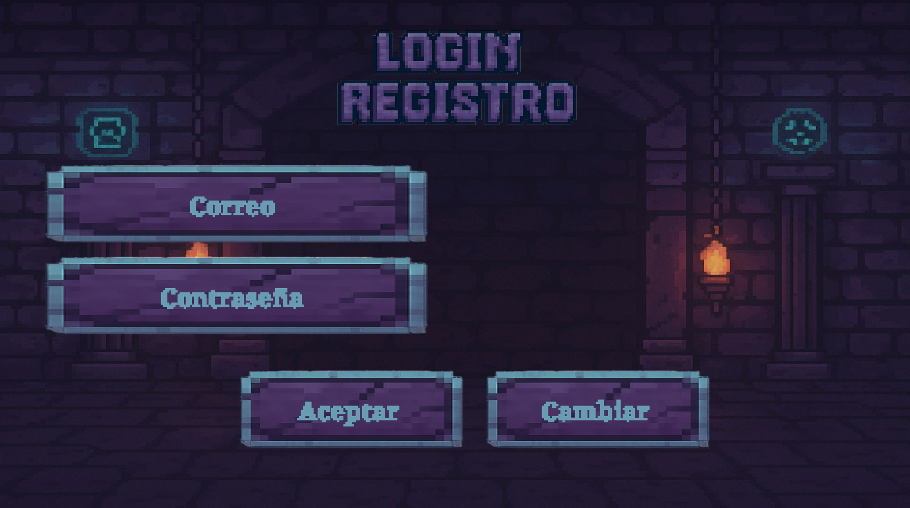 LOGIN
REGISTRO
Correo
Contraseña
Aceptar
Cambiar